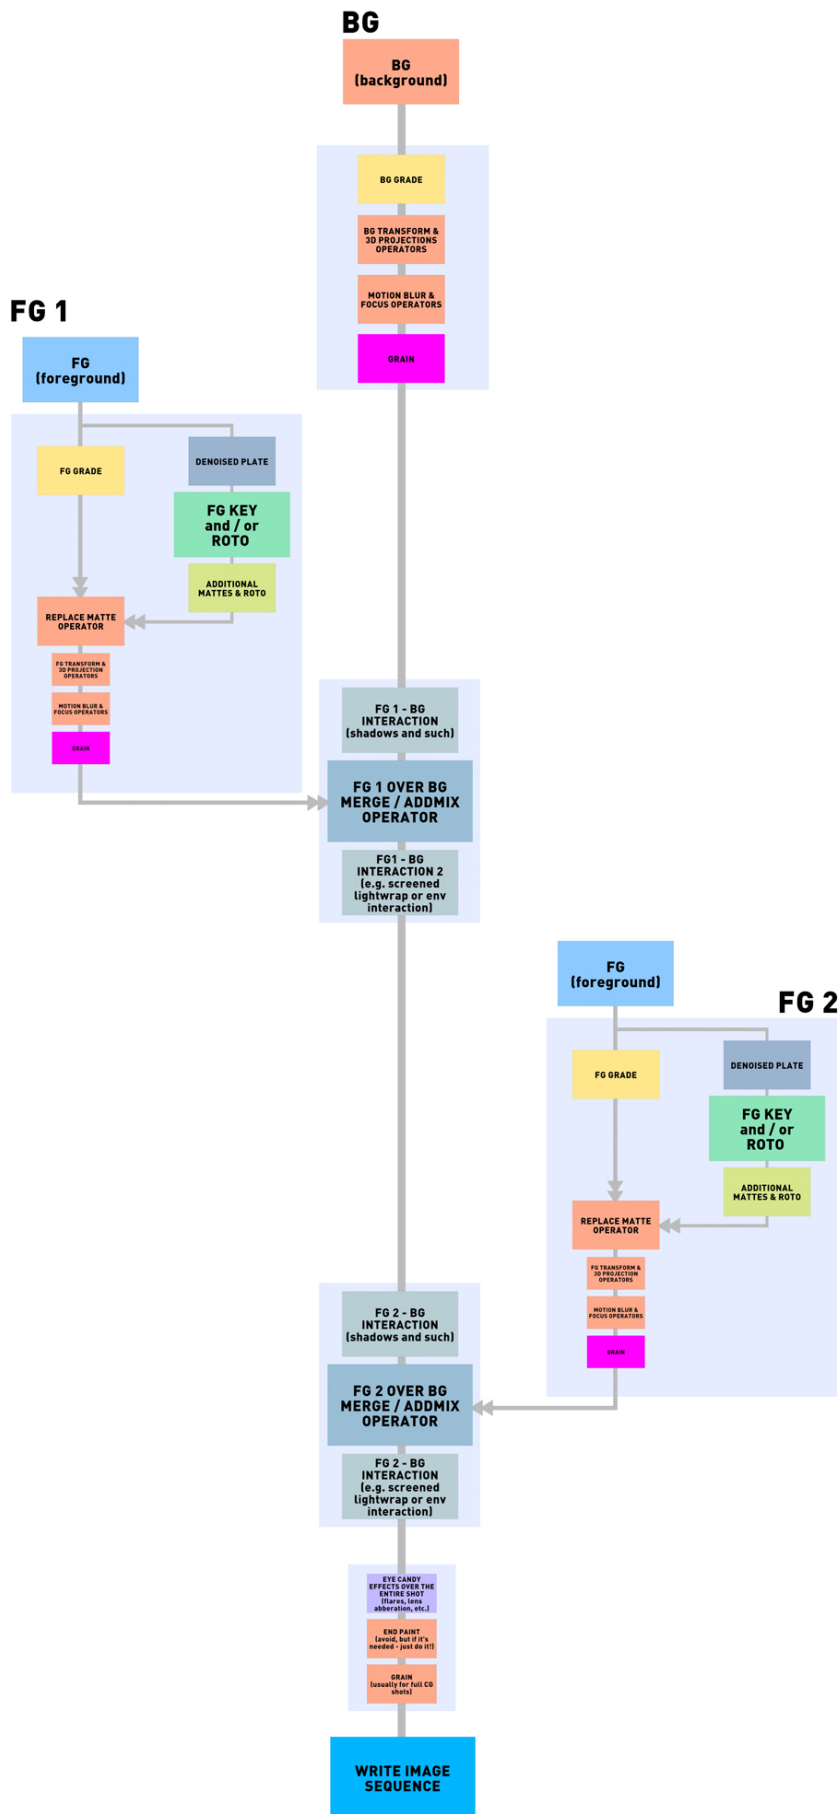 BG
BG
(background)
BG GRADE
BG TRANSFORM &
3D PROJECTIONS
OPERATORS
MOTION BLUR &
FOCUS OPERATORS
GRAIN
FG 1
FG
(foreground)
FG GRADE
DENOISED PLATE
FG KEY
and / or
ROTO
ADDITIONAL
MATTES & ROTO
REPLACE MATTE
OPERATOR
FG TRANSFORM &
3D PROJECTION
OPERATORS
MOTION BLUR &
FOCUS OPERATORS
GRAIN
FG 1 - BG
INTERACTION
(shadows and such)
FG 1 OVER BG
MERGE / ADDMIX
OPERATOR
FG1 - BG
INTERACTION 2
(e.g. screened
lightwrap or env
interaction)
FG
(foreground)
FG 2
FG GRADE
DENOISED PLATE
FG KEY
and / or
ROTO
ADDITIONAL
MATTES & ROTO
REPLACE MATTE
OPERATOR
FG TRANSFORM &
3D PROJECTION
OPERATORS
MOTION BLUR &
FOCUS OPERATORS
GRAIN
FG 2 - BG
INTERACTION
(shadows and such)
FG 2 OVER BG
MERGE / ADDMIX
OPERATOR
FG 2 - BG
INTERACTION
(e.g. screened
lightwrap or env
interaction)
EYE CANDY
EFFECTS OVER THE
ENTIRE SHOT
(flares, lens
abberation, etc.)
END PAINT
(avoid, but if it's
needed - just do it!)
GRAIN
(usually for full CG
shots)
WRITE IMAGE
SEQUENCE